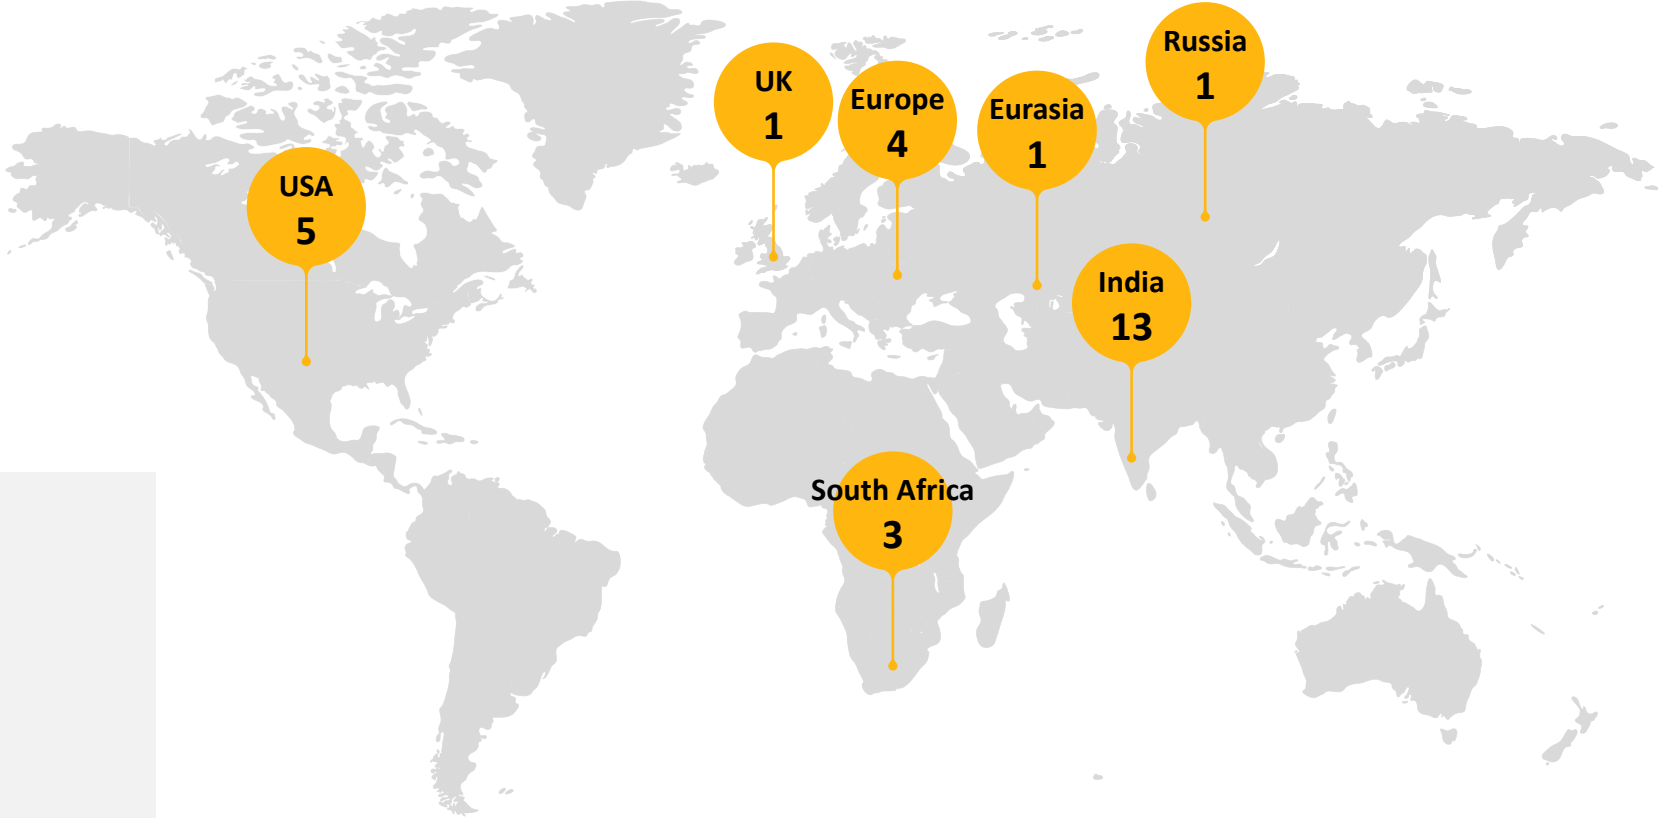 Russia
1
UK
1
Europe
4
Eurasia
1
USA
5
India
13
South Africa
3